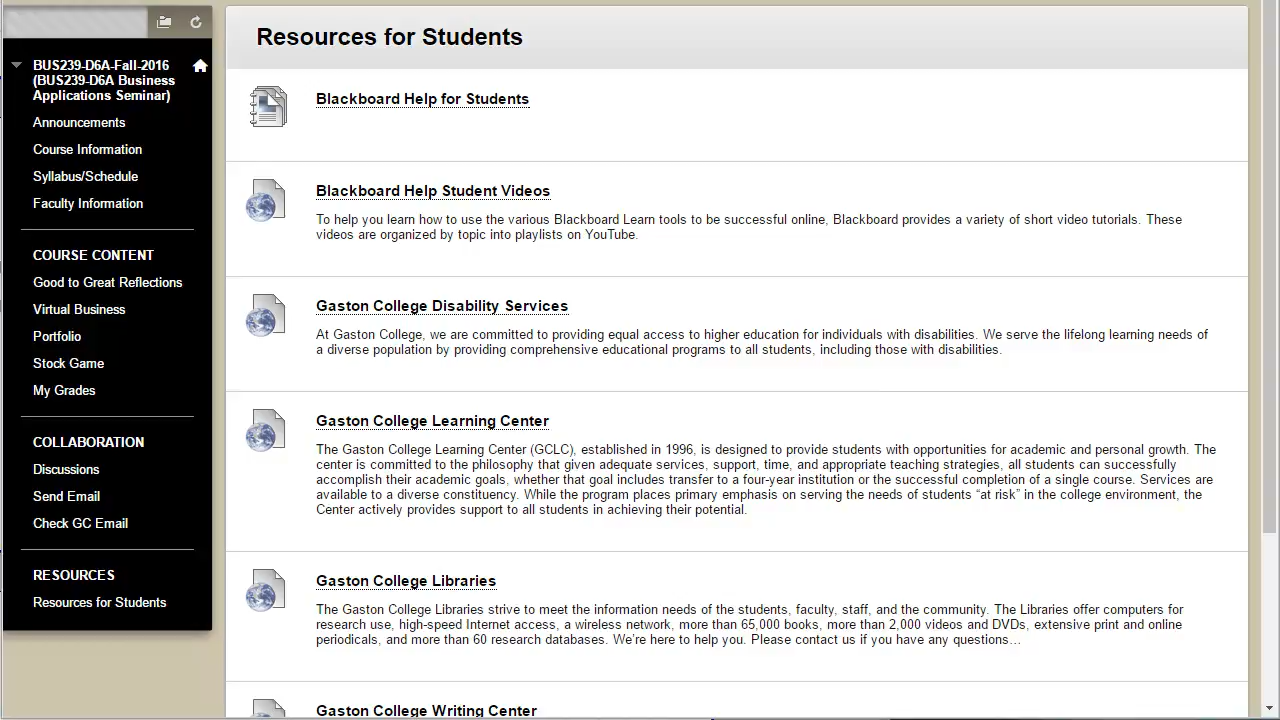 BUS239-D6A-Fall-2016
(BUS239-D6A Business
Applications Seminar)
Announcements
Course Information
Syllabus/Schedule
Faculty Information
COURSE CONTENT
Good to Great Reflections
Virtual Business
Portfolio
Stock Game
My Grades
COLLABORATION
Discussions
Send Email
Check GC Email
RESOURCES
Resources for Students
Resources for Students
Blackboard Help for Students
Blackboard Help Student Videos
To help you learn how to use the various Blackboard Learn tools to be successful online, Blackboard provides a variety of short video tutorials. These
videos are organized by topic into playlists on YouTube.
Gaston College Disability Services
At Gaston College, we are committed to providing equal access to higher education for individuals with disabilities. We serve the lifelong learning needs of
a diverse population by providing comprehensive educational programs to all students, including those with disabilities.
Gaston College Learning Center
The Gaston College Learning Center (GCLC), established in 1996, is designed to provide students with opportunities for academic and personal growth. The
center is committed to the philosophy that given adequate services, support, time, and appropriate teaching strategies, all students can successfully
accomplish their academic goals, whether that goal includes transfer to a four-year institution or the successful completion of a single course. Services are
available to a diverse constituency. While the program places primary emphasis on serving the needs of students “at risk” in the college environment, the
Center actively provides support to all students in achieving their potential.
Gaston College Libraries
The Gaston College Libraries strive to meet the information needs of the students, faculty, staff, and the community. The Libraries offer computers for
research use, high-speed Internet access, a wireless network, more than 65,000 books, more than 2,000 videos and DVDs, extensive print and online
periodicals, and more than 60 research databases. We’re here to help you. Please contact us if you have any questions…
Gaston College Writing Center